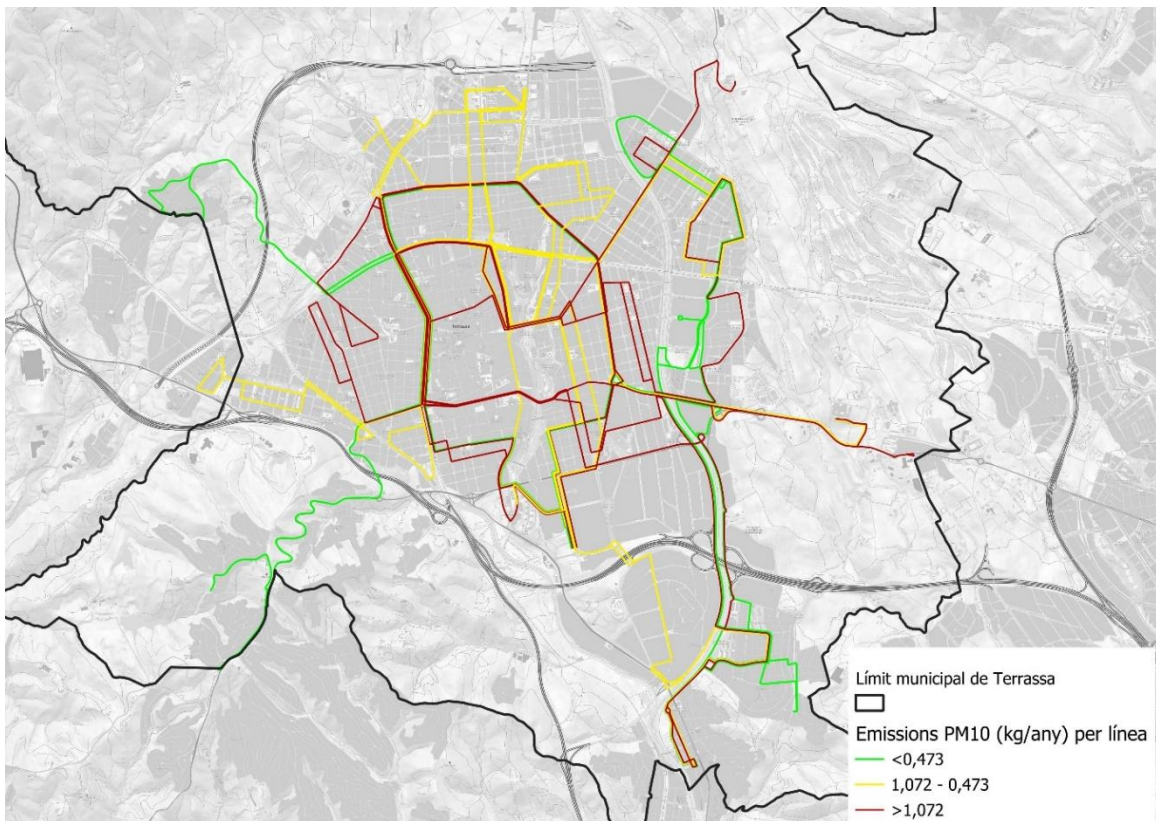 Terrassa
Límit municipal de Terrassa
Emissions PM10 (kg/any) per línea
<0,473
1,072 - 0,473
>1,072